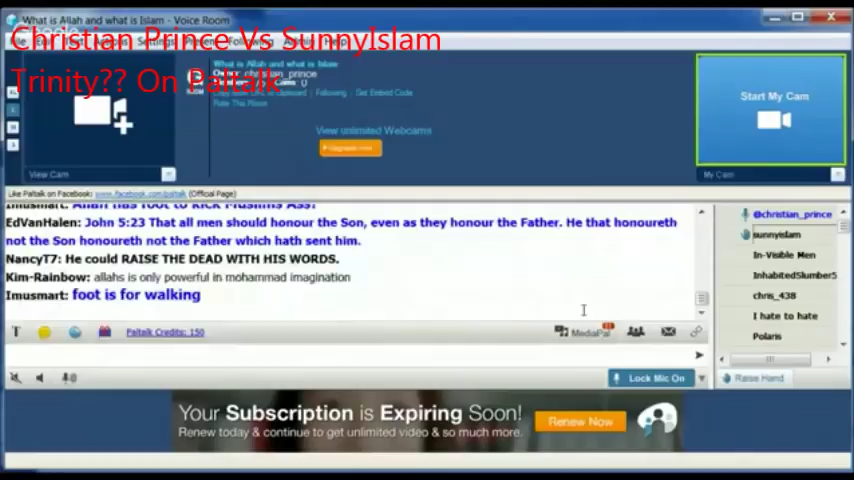 What is Allah and what is Islam - Voice Room
Christian Prince Vs SunnyIslam
Trinity?? On Paltalk
What is Allah and what is Islam
christian_prince
Following | Get Embed Code
Rate This Room
View unlimited Webcams
Start My Cam
View Cam
My Cam
Like Paltalk on Facebook: www.facebook.com/paltalk (Official Page)
Imusmart: Allah has foot to kick Muslims Ass?
EdVanHalen: John 5:23 That all men should honour the Son, even as they honour the Father. He that honoureth
not the Son honoureth not the Father which hath sent him.
NancyT7: He could RAISE THE DEAD WITH HIS WORDS.
Kim-Rainbow: allahs is only powerful in mohammad imagination
Imusmart: foot is for walking
@christian_prince
sunnyislam
In-Visible Men
InhabitedSlumber5
chris_438
I hate to hate
Polaris
T
Paltalk Credits: 150
MediaPal
Lock Mic On
Raise Hand
Your Subscription is Expiring Soon!
Renew today & continue to get unlimited video & so much more.
Renew Now